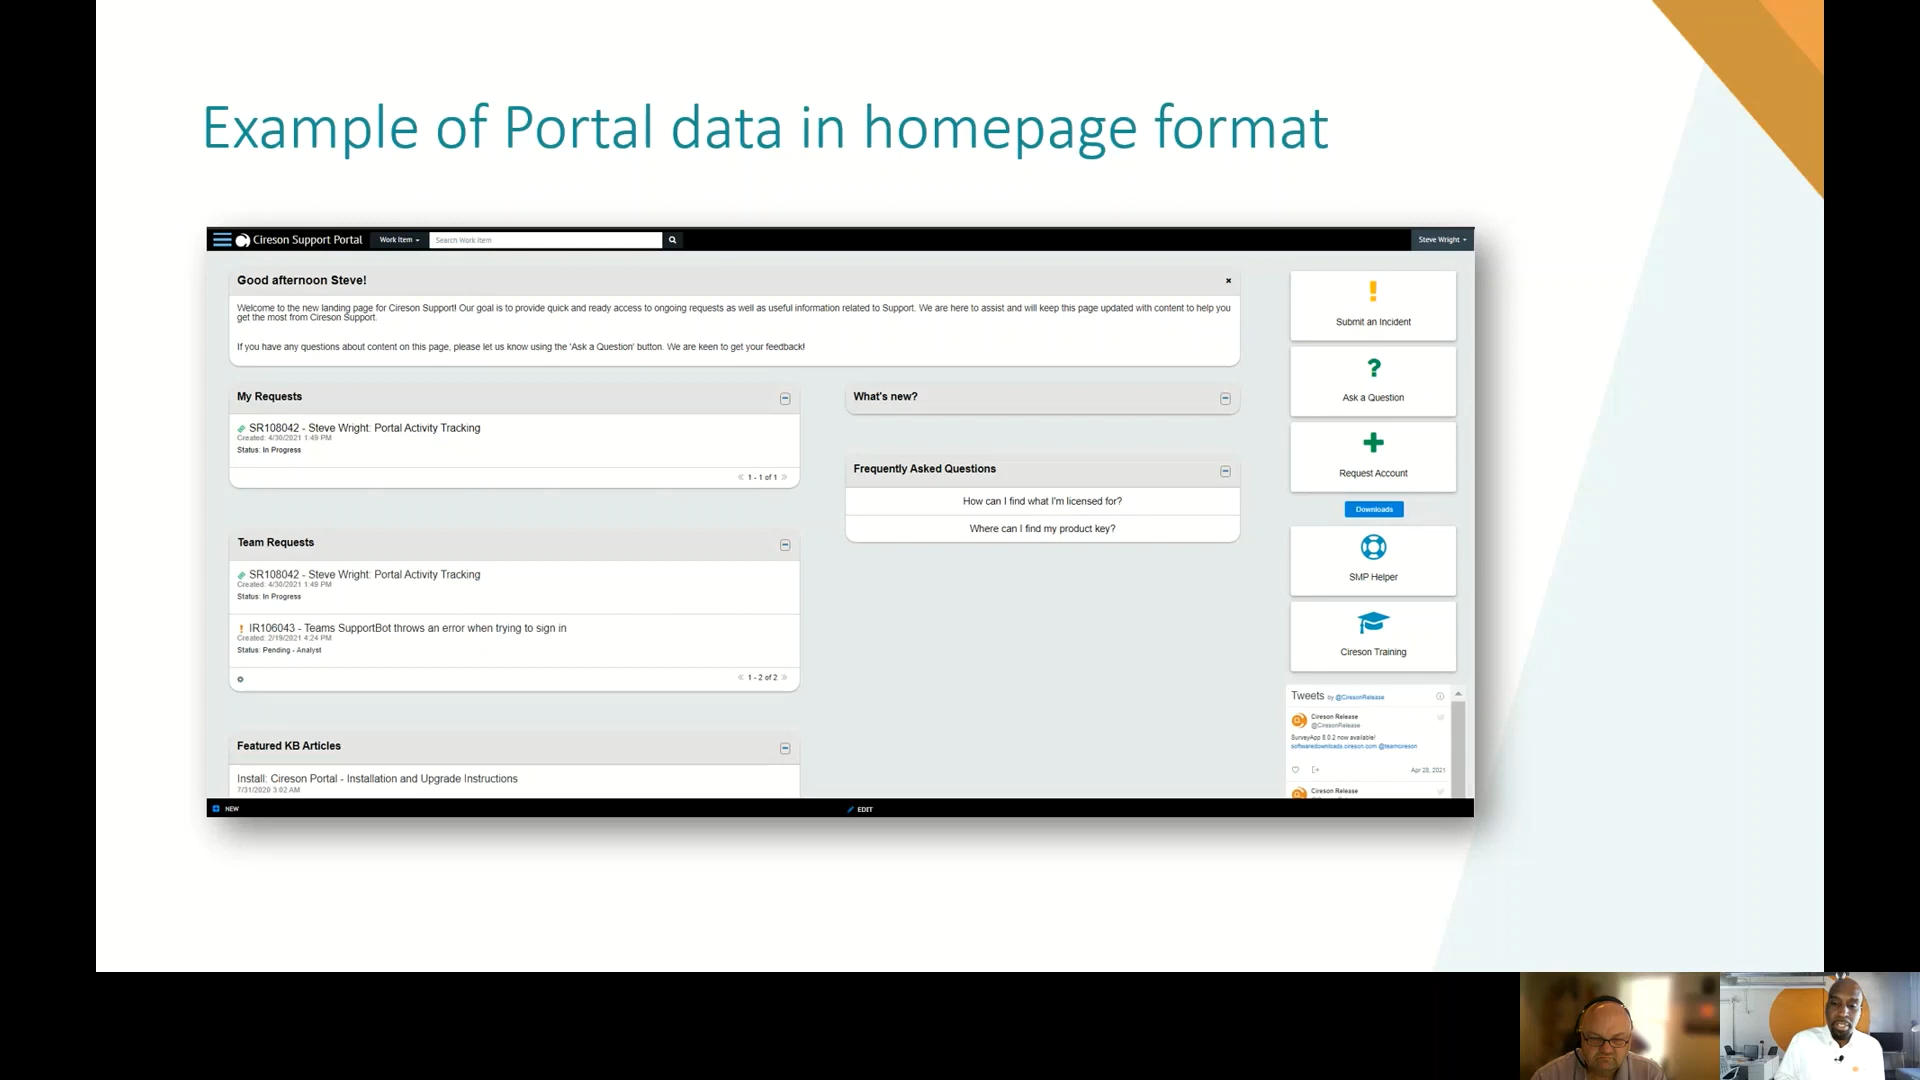 Example of Portal data in homepage format
Cireson Support Portal
Work Item
Search Work Item
Steve Wright
Good afternoon Steve!
Welcome to the new landing page for Cireson Support! Our goal is to provide quick and ready access to ongoing requests as well as useful information related to Support. We are here to assist and will keep this page updated with content to help you
get the most from Cireson Support.
If you have any questions about content on this page, please let us know using the 'Ask a Question' button. We are keen to get your feedback!
My Requests
SR108042 - Steve Wright: Portal Activity Tracking
Created: 4/30/2021 1:49 PM
Status: In Progress
1 - 1 of 1
Team Requests
SR108042 - Steve Wright: Portal Activity Tracking
Created: 4/30/2021 1:49 PM
Status: In Progress
IR106043 - Teams SupportBot throws an error when trying to sign in
Created: 2/19/2021 4:24 PM
Status: Pending - Analyst
1 - 2 of 2
Featured KB Articles
Install: Cireson Portal - Installation and Upgrade Instructions
7/31/2020 3:02 AM
What's new?
Frequently Asked Questions
How can I find what I'm licensed for?
Where can I find my product key?
Submit an Incident
Ask a Question
Request Account
Downloads
SMP Helper
Cireson Training
Tweets by @CiresonRelease
Cireson Release
@CiresonRelease
SurveyApp 8.0.2 now available!
softwaredownloads.cireson.com @teamcireson
Apr 28, 2021
Cireson Release
NEW
EDIT